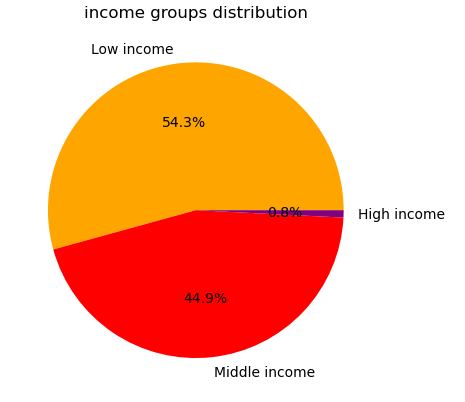 income groups distribution
Low income
54.3%
0.8%
High income
44.9%
Middle income